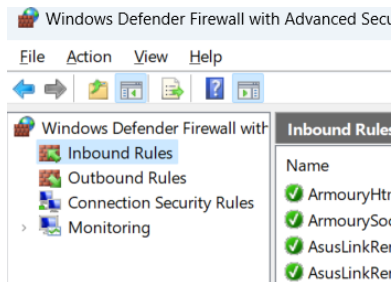 Windows Defender Firewall with Advanced Secu
File Action View Help
Windows Defender Firewall with
Inbound Rules
Outbound Rules
Connection Security Rules
Monitoring
Inbound Rules
Name
ArmouryHtm
ArmourySoc
AsusLinkRem
AsusLinkRem